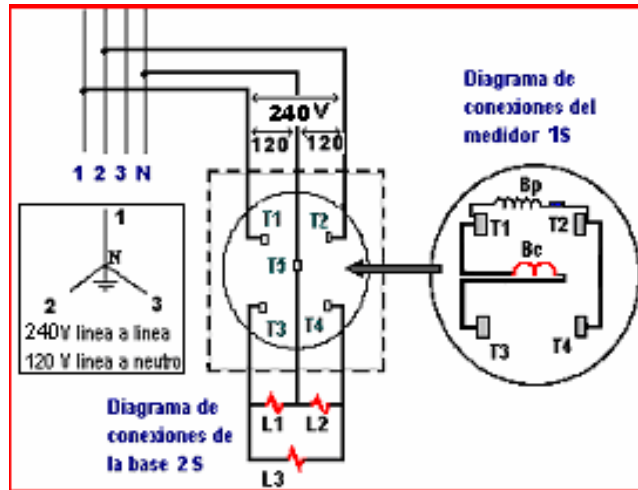 240 V
120 120
1 2 3 N
1
N
2 3
240V linea a linea
120 V linea a neutro
T1 T2
T5
T3 T4
L1 L2
L3
Diagrama de
conexiones de
la base 2S
Diagrama de
conexiones del
medidor 1S
Bp
T1 T2
Bc
T3 T4